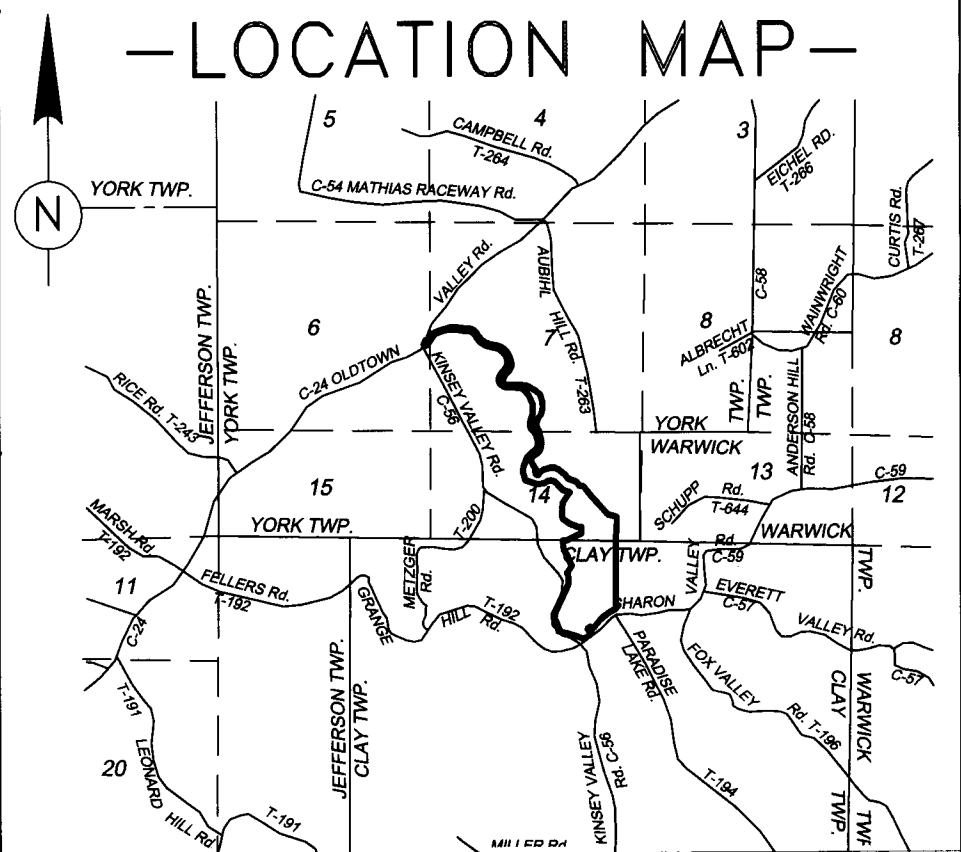 -LOCATION MAP-
N
5
4
3
CAMPBELL Rd.
T-264
EICHEL RD.
T-266
YORK TWP.
C-54 MATHIAS RACEWAY Rd.
CURTIS Rd.
T-267
VALLEY Rd.
AUBIHL
HILL Rd.
T-263
C-58
WAINWRIGHT
Rd. C-60
6
7
8
8
ALBRECHT
Ln. T-602
JEFFERSON TWP.
YORK TWP.
C-24 OLDTOWN
KINSEY VALLEY Rd.
C-56
RICE Rd. T-243
TWP.
TWP.
ANDERSON HILL
Rd. C-58
YORK
WARWICK
15
14
13
12
C-59
SCHUPP
Rd.
T-644
MARSH Rd.
T-192
YORK TWP.
T-200
METZGER
Rd.
CLAY TWP.
WARWICK
TWP.
VALLEY
Rd.
C-59
11
FELLERS Rd.
T-192
GRANGE
HILL
Rd.
T-192
SHARON
EVERETT
C-57
VALLEY Rd.
C-57
C-24
PARADISE
LAKE Rd.
FOX VALLEY
Rd. T-196
JEFFERSON TWP.
CLAY TWP.
CLAY
TWP.
WARWICK
TWP
T-191
LEONARD
HILL Rd
20
T-191
KINSEY VALLEY
Rd. C-56
T-194
MILLER Rd